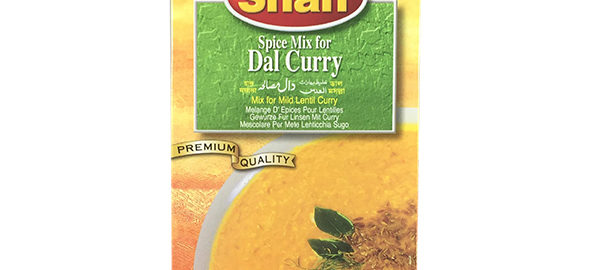 Shan
Spice Mix for
Dal Curry
Mix for Mild Lentil Curry
Melange D' Epices Pour Lentilles
Gewürze Fur Linsen Mit Curry
Mescolare Per Mete Lenticchia Sugo
PREMIUM
QUALITY